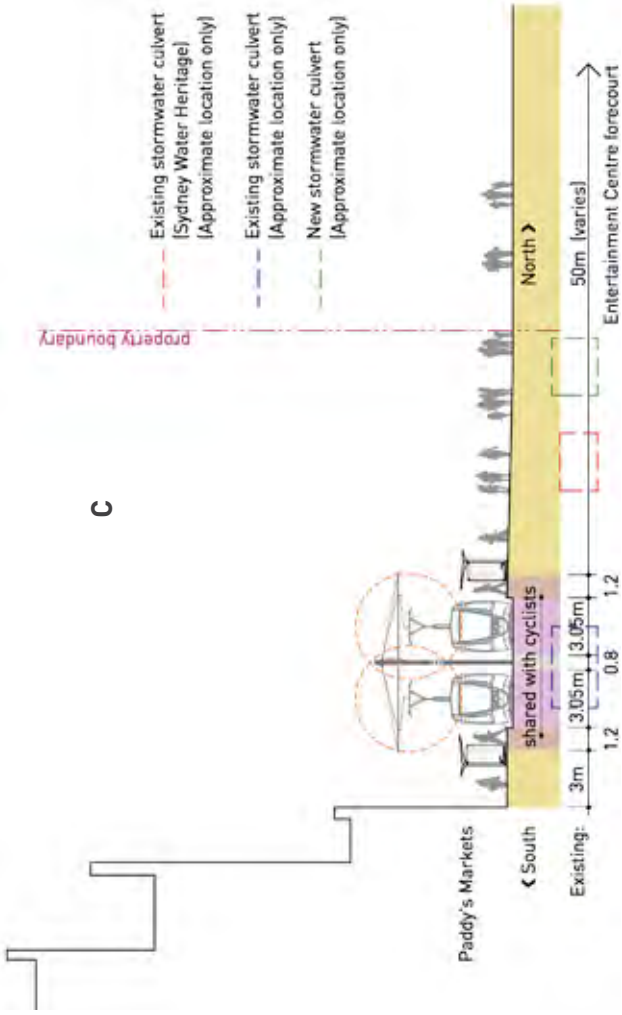 Existing stormwater culvert
(Sydney Water Heritage)
(Approximate location only)
Existing stormwater culvert
(Approximate location only)
New stormwater culvert
(Approximate location only)
property boundary
C
Paddy's Markets
< South
shared with cyclists
North >
Existing:
3m
3.05m
3.05m
50m (varies)
1.2
0.8
1.2
Entertainment Centre forecourt